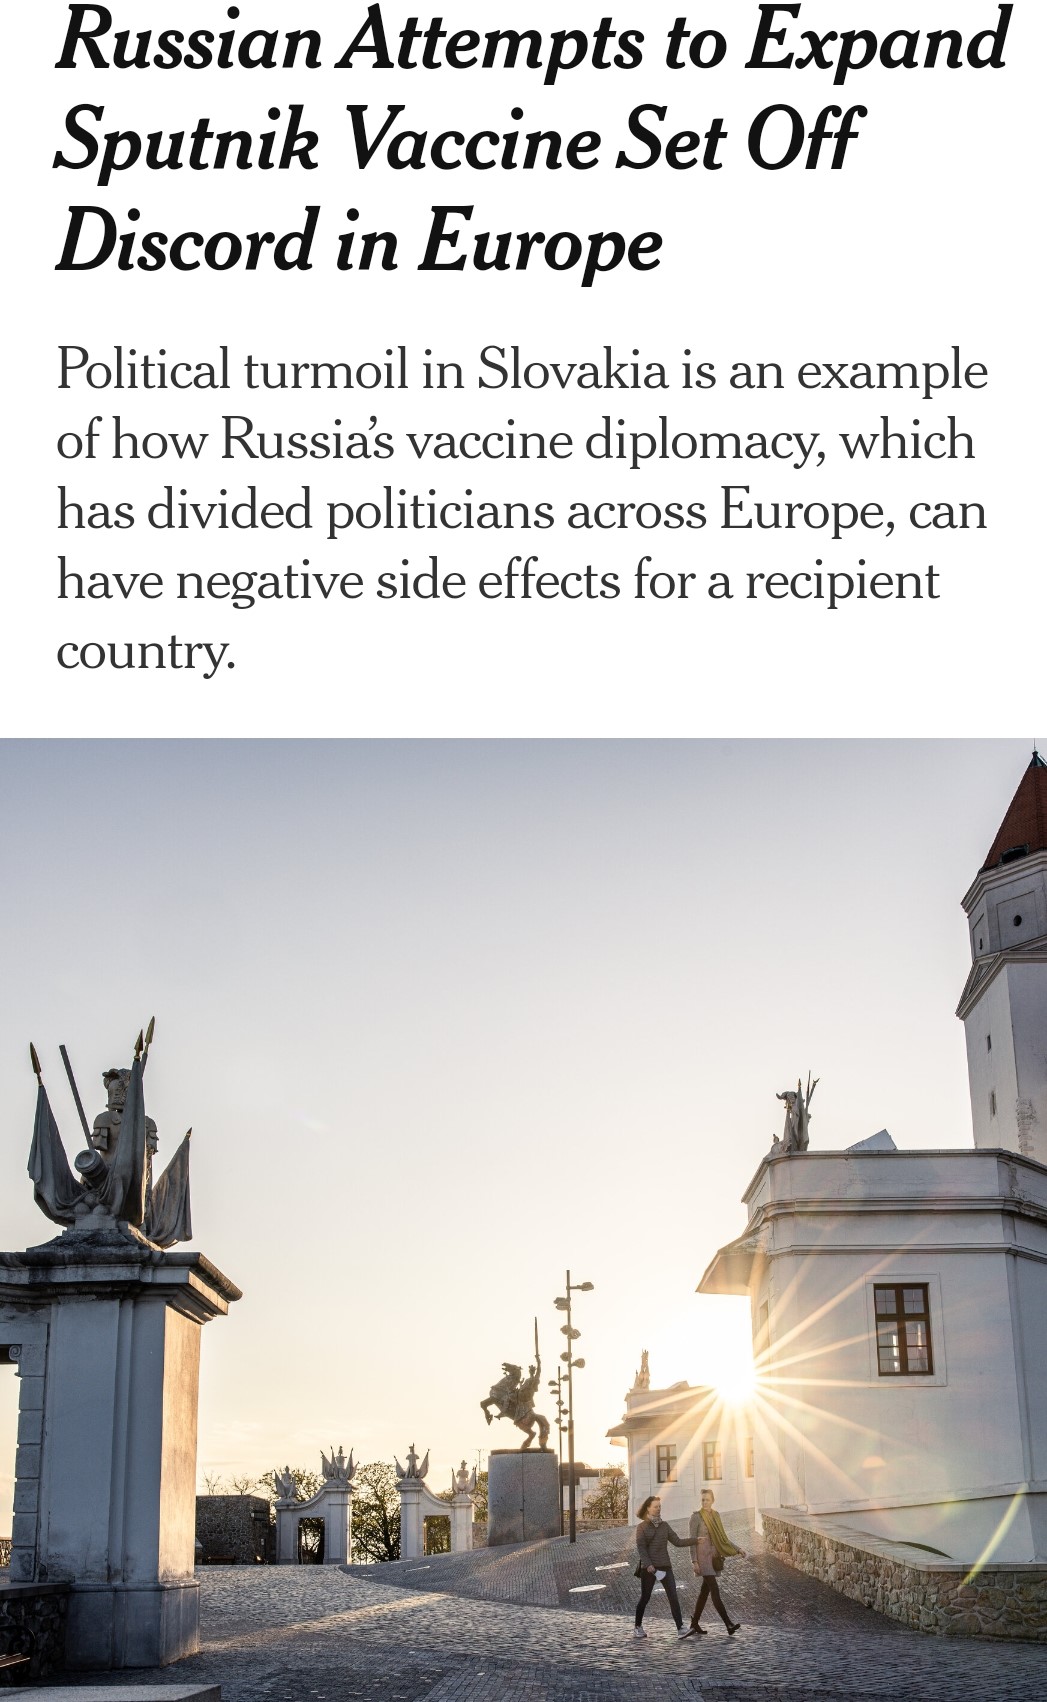 Russian Attempts to Expand
Sputnik Vaccine Set Off
Discord in Europe
Political turmoil in Slovakia is an example
of how Russia’s vaccine diplomacy, which
has divided politicians across Europe, can
have negative side effects for a recipient
country.